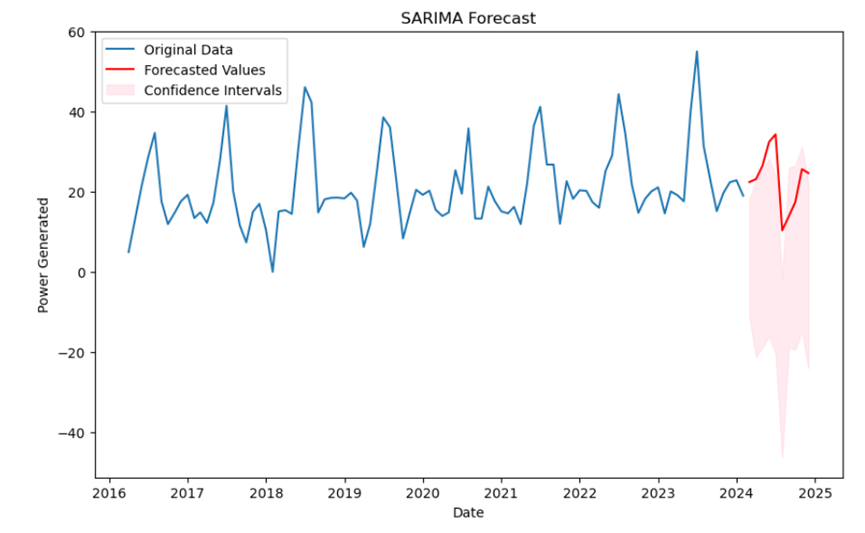 SARIMA Forecast
Original Data
Forecasted Values
Confidence Intervals
Power Generated
60
40
20
0
−20
−40
2016 2017 2018 2019 2020 2021 2022 2023 2024 2025
Date